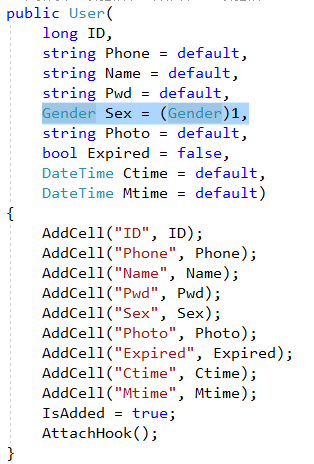 public User(
    long ID,
    string Phone = default,
    string Name = default,
    string Pwd = default,
    Gender Sex = (Gender)1,
    string Photo = default,
    bool Expired = false,
    DateTime Ctime = default,
    DateTime Mtime = default)
{
    AddCell("ID", ID);
    AddCell("Phone", Phone);
    AddCell("Name", Name);
    AddCell("Pwd", Pwd);
    AddCell("Sex", Sex);
    AddCell("Photo", Photo);
    AddCell("Expired", Expired);
    AddCell("Ctime", Ctime);
    AddCell("Mtime", Mtime);
    IsAdded = true;
    AttachHook();
}